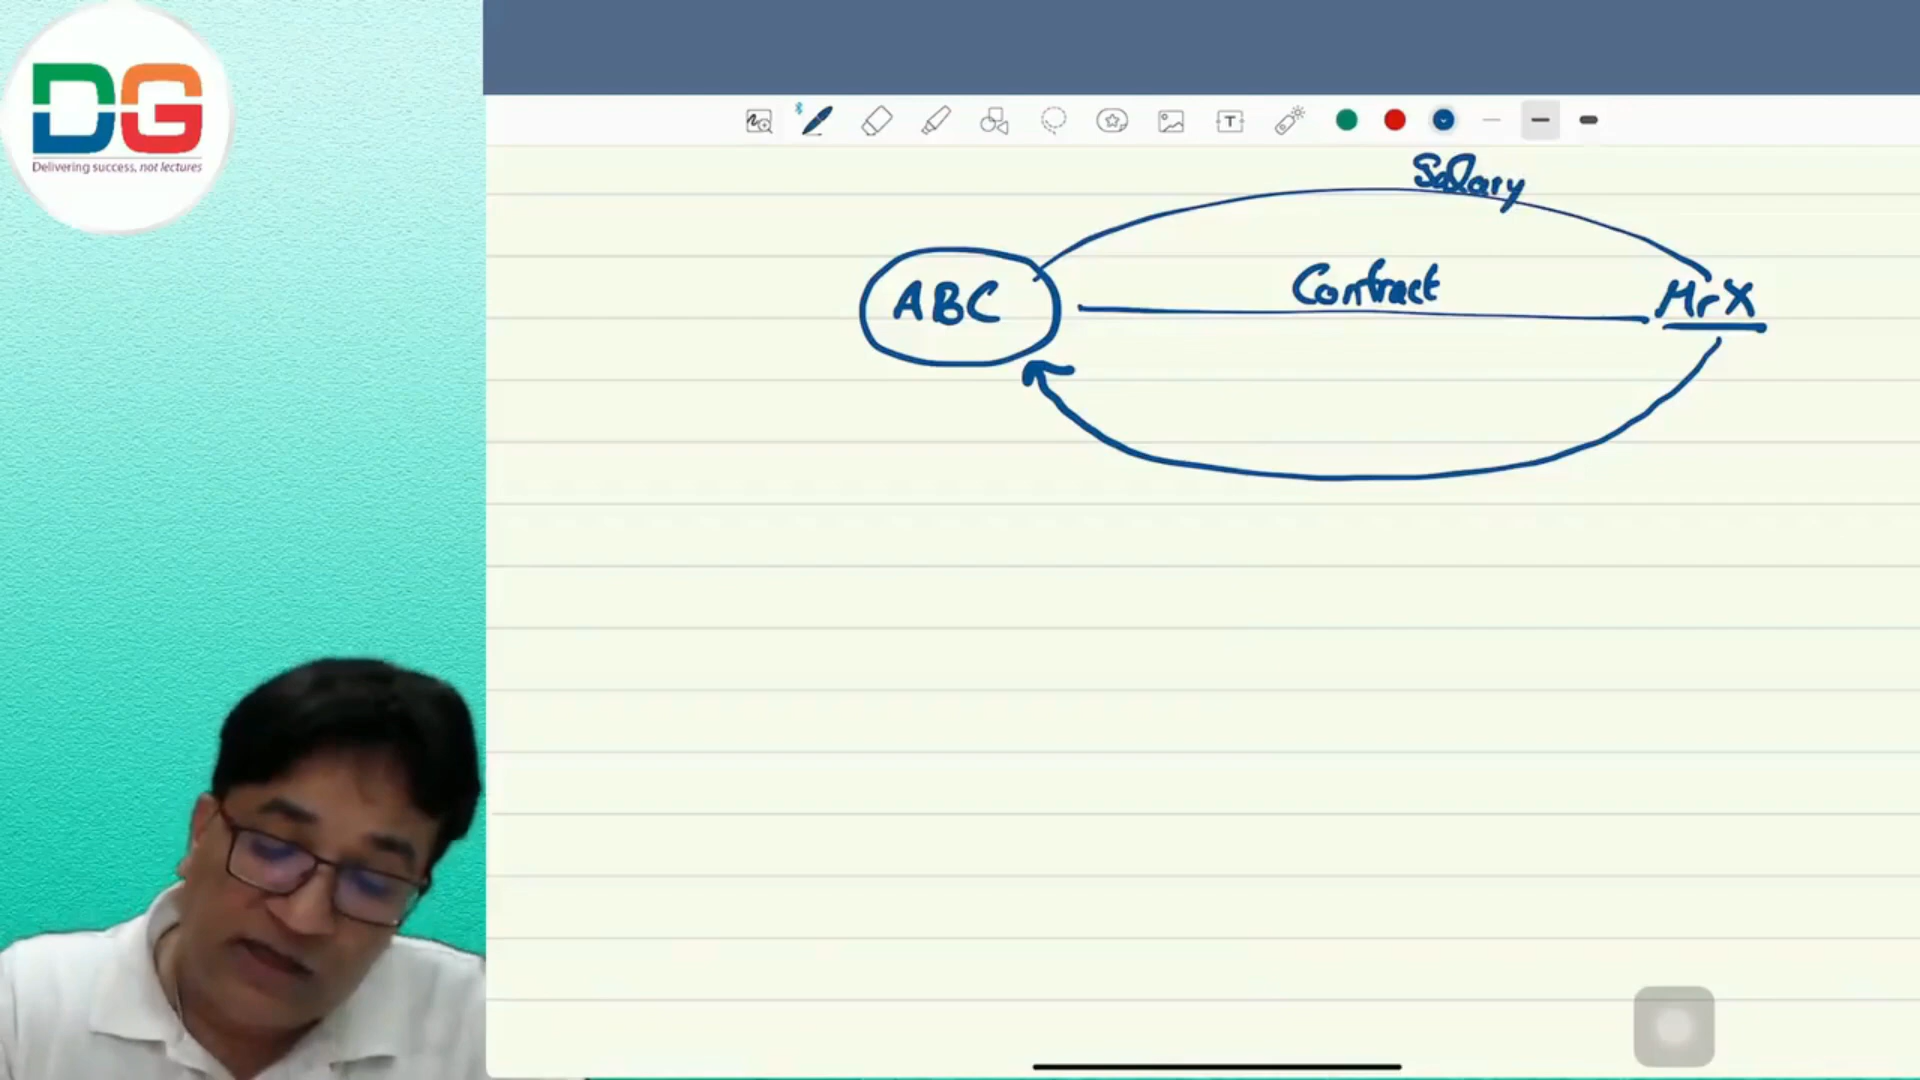 DG
Delivering success, not lectures
T
Salary
Contract
ABC
Mr X